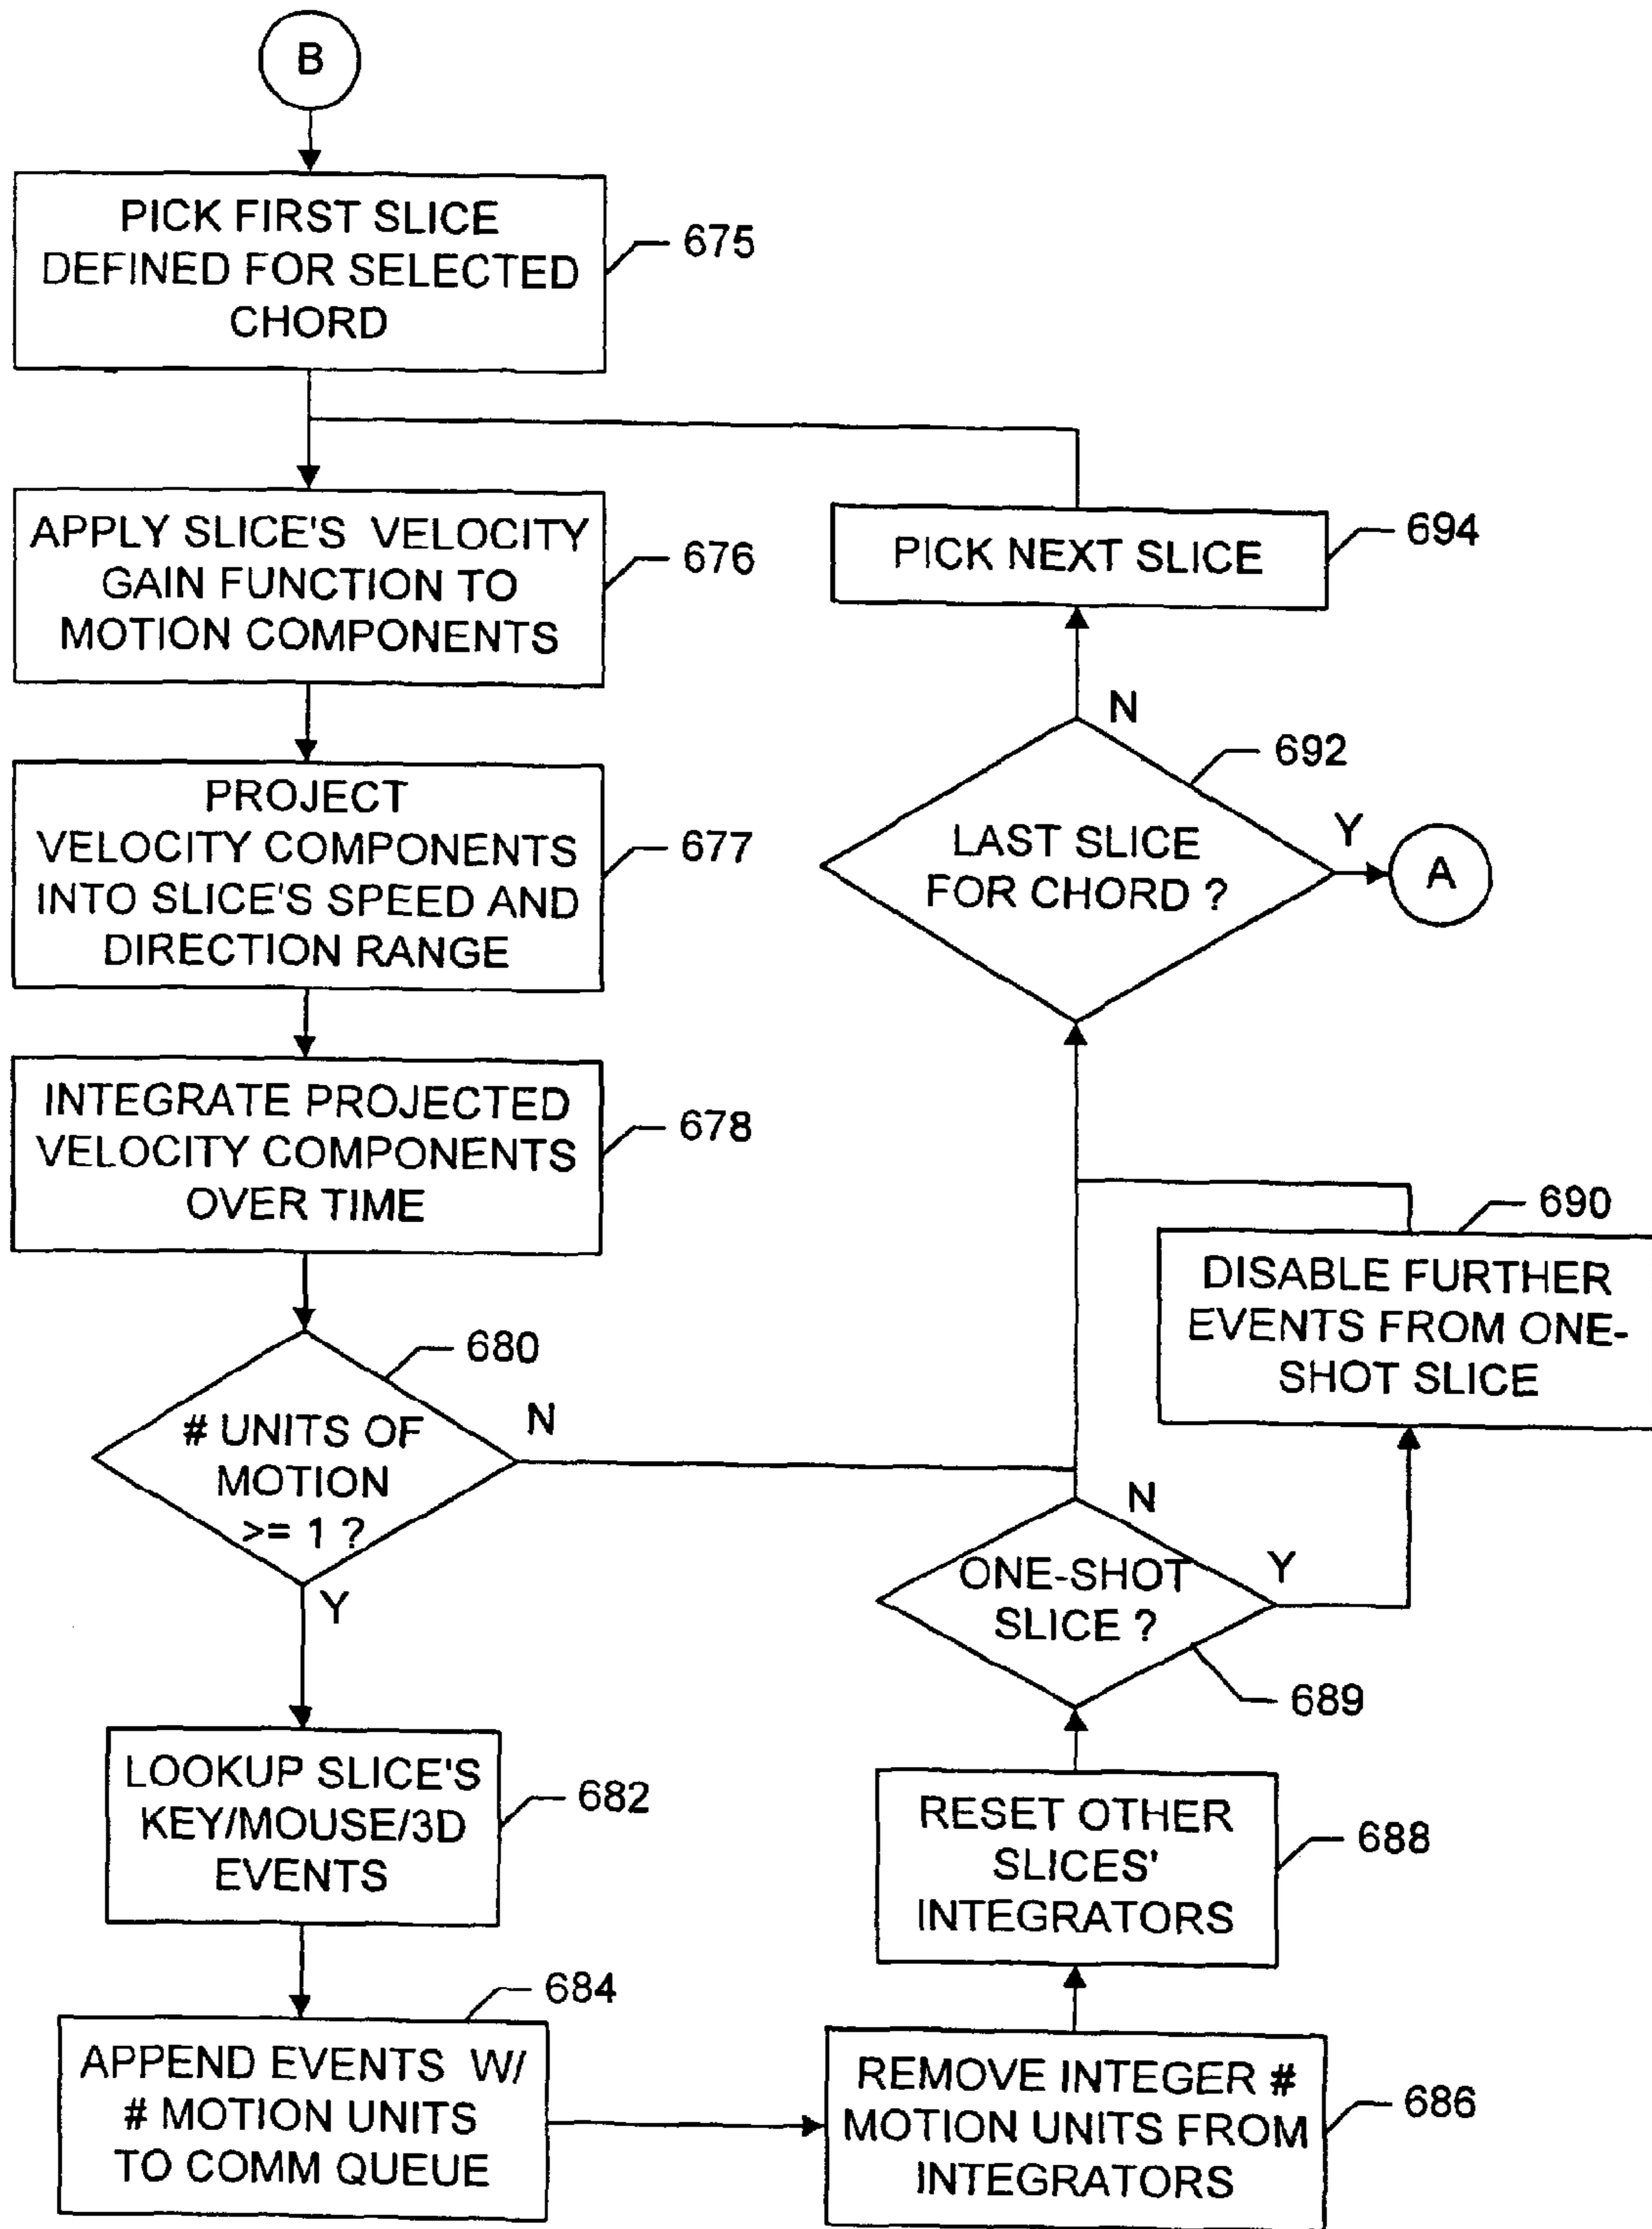 B
PICK FIRST SLICE
DEFINED FOR SELECTED
CHORD
675
APPLY SLICE'S VELOCITY
GAIN FUNCTION TO
MOTION COMPONENTS
676
PROJECT
VELOCITY COMPONENTS
INTO SLICE'S SPEED AND
DIRECTION RANGE
677
INTEGRATE PROJECTED
VELOCITY COMPONENTS
OVER TIME
678
# UNITS OF
MOTION
>= 1 ?
680
N
Y
LOOKUP SLICE'S
KEY/MOUSE/3D
EVENTS
682
APPEND EVENTS W/
# MOTION UNITS
TO COMM QUEUE
684
REMOVE INTEGER #
MOTION UNITS FROM
INTEGRATORS
686
RESET OTHER
SLICES'
INTEGRATORS
688
ONE-SHOT
SLICE ?
689
N
Y
DISABLE FURTHER
EVENTS FROM ONE-
SHOT SLICE
690
LAST SLICE
FOR CHORD ?
692
N
Y
A
PICK NEXT SLICE
694